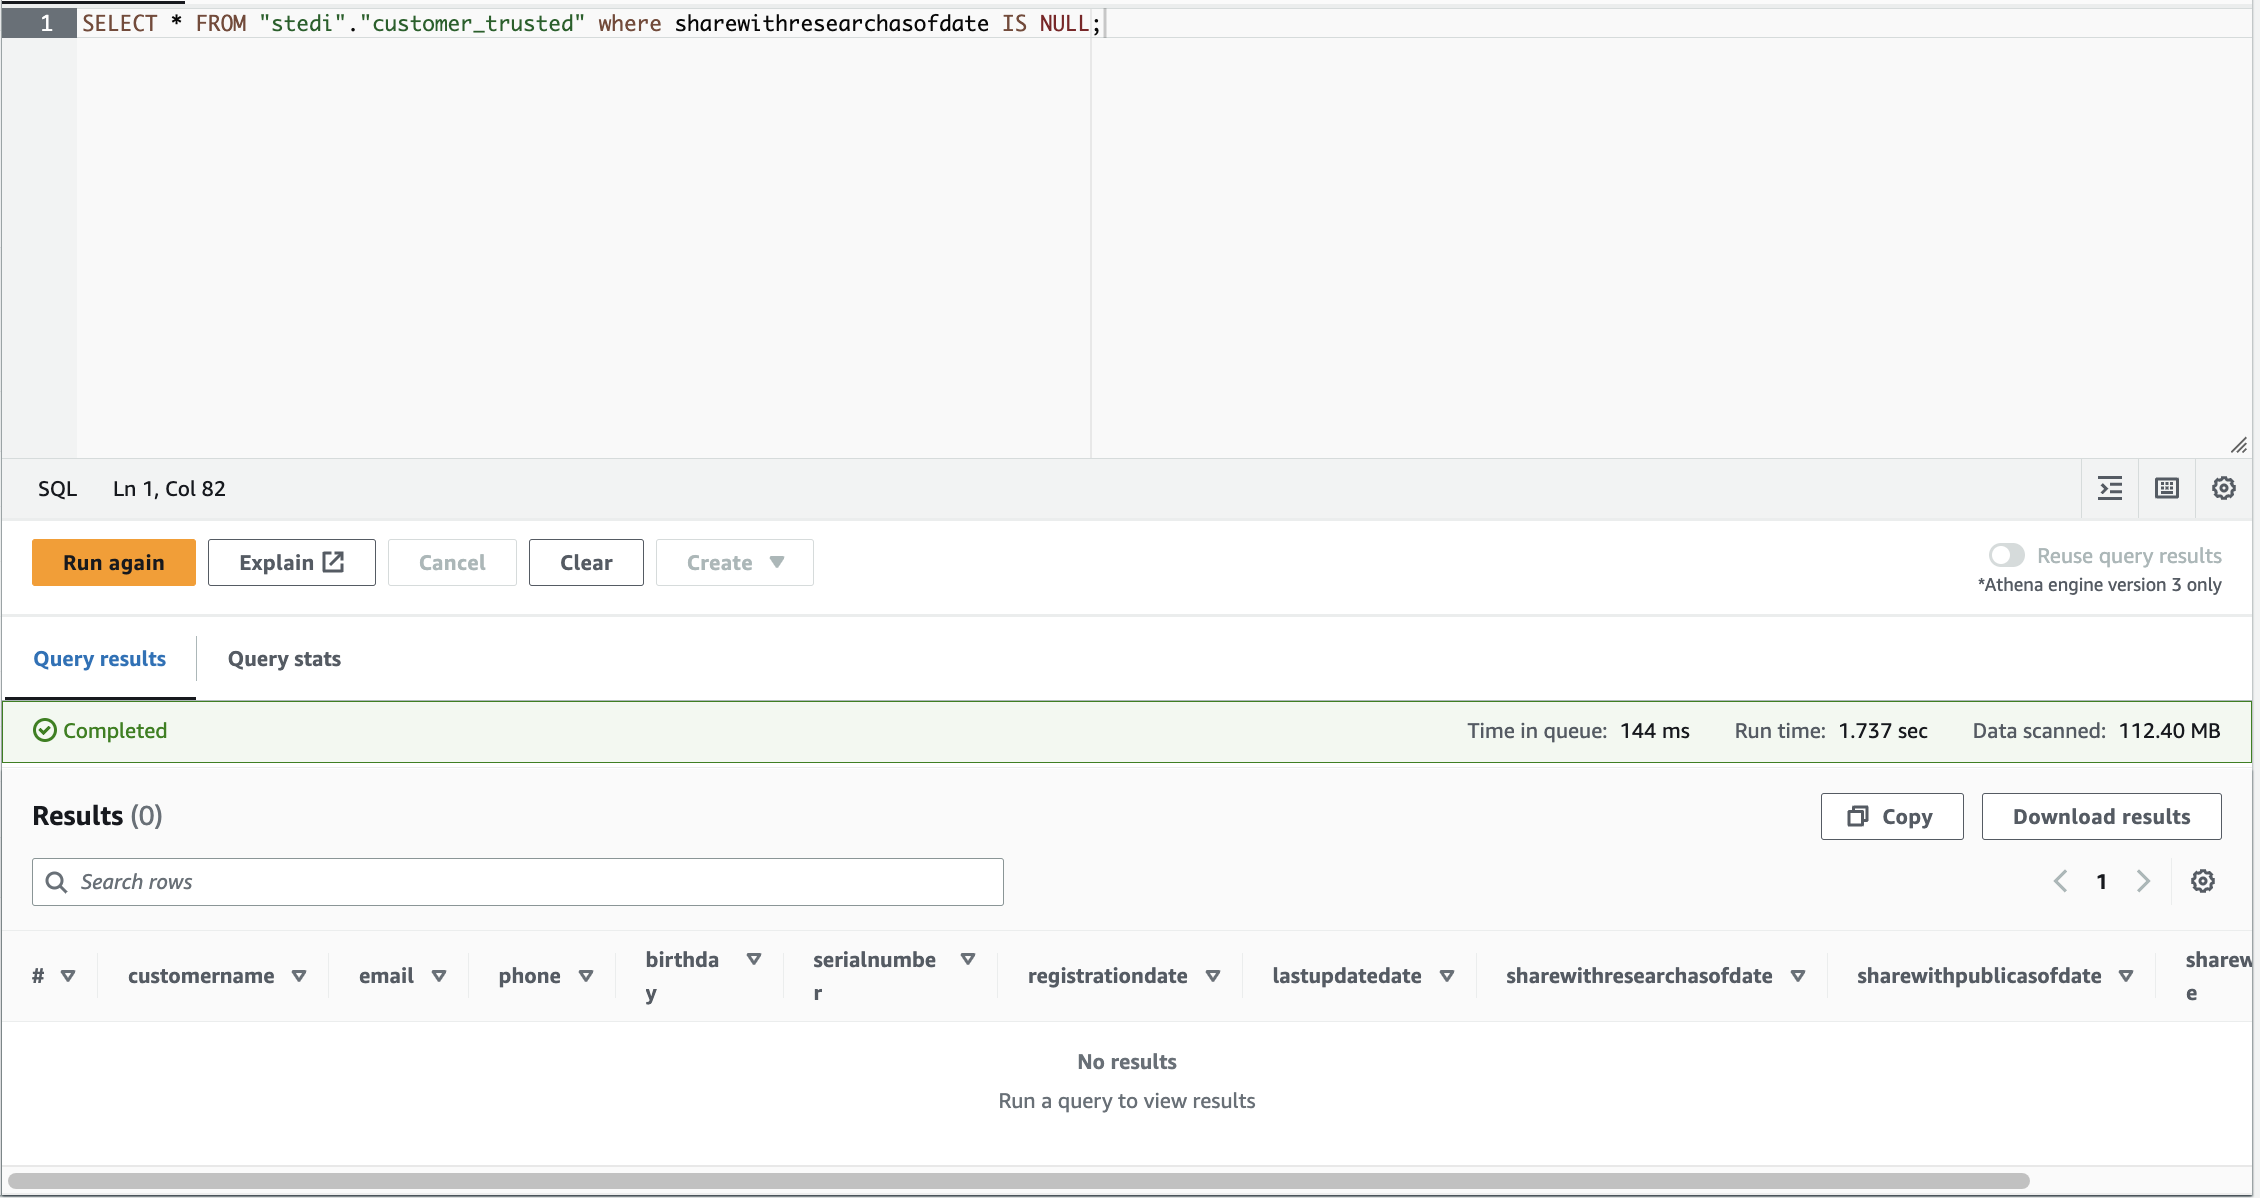 1 SELECT * FROM "stedi"."customer_trusted" where sharewithresearchasofdate IS NULL;
SQL Ln 1, Col 82
Run again Explain Cancel Clear Create Reuse query results
*Athena engine version 3 only
Query results Query stats
Completed Time in queue: 144 ms Run time: 1.737 sec Data scanned: 112.40 MB
Results (0) Copy Download results
Search rows 1
# customername email phone birthday serialnumber registrationdate lastupdatedate sharewithresearchasofdate sharewithpublicasofdate sharew
e
No results
Run a query to view results